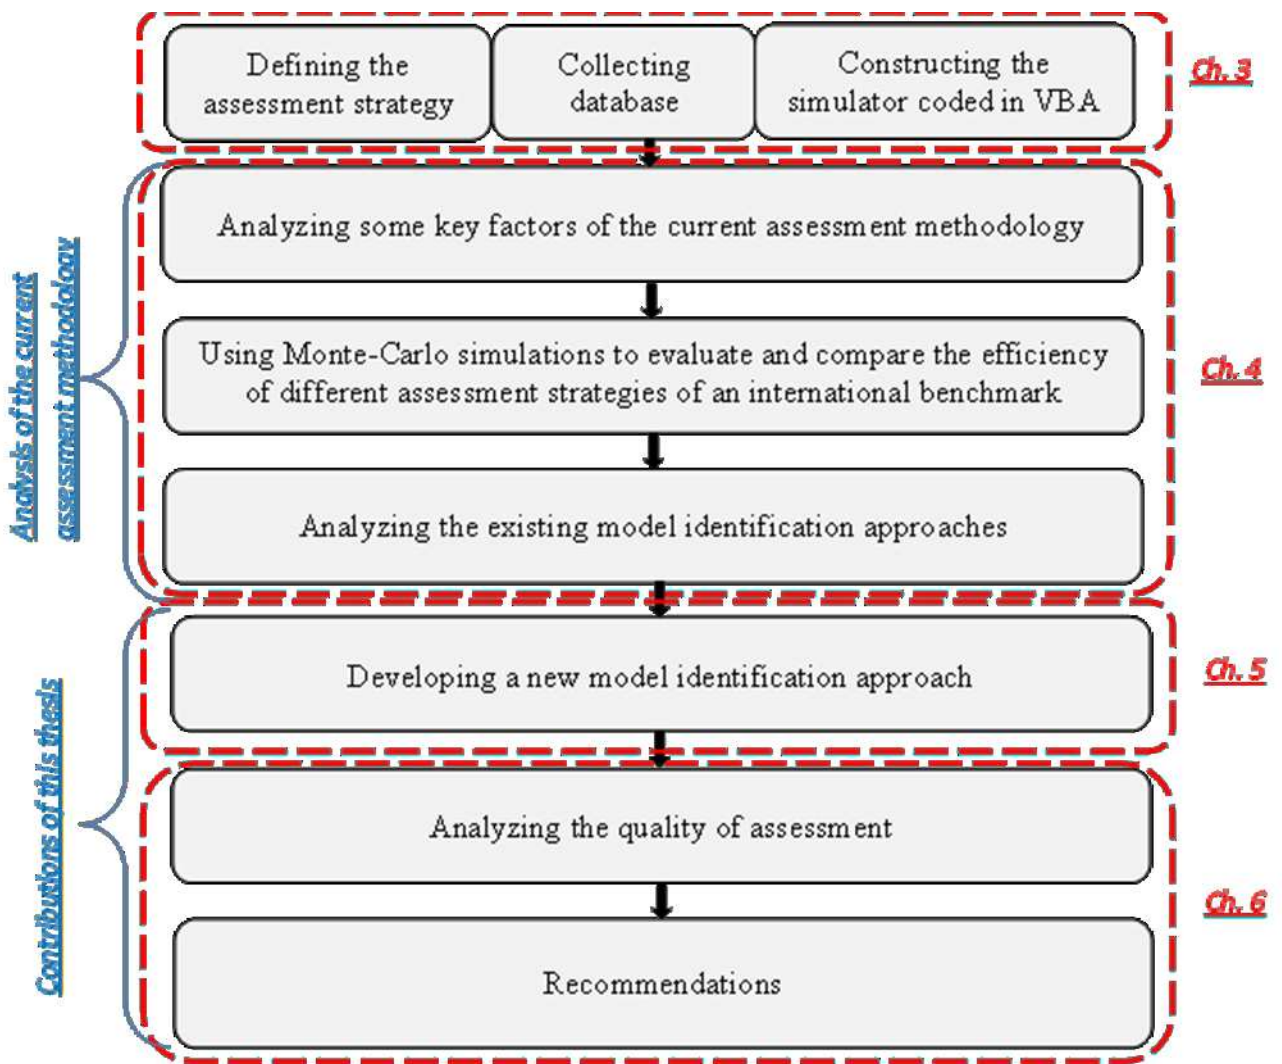 Defining the
assessment strategy
Collecting
database
Constructing the
simulator coded in VBA
Ch. 3
Analyzing some key factors of the current assessment methodology
Using Monte-Carlo simulations to evaluate and compare the efficiency
of different assessment strategies of an international benchmark
Analyzing the existing model identification approaches
Analysis of the current
assessment methodology
Ch. 4
Developing a new model identification approach
Ch. 5
Analyzing the quality of assessment
Recommendations
Contributions of this thesis
Ch. 6